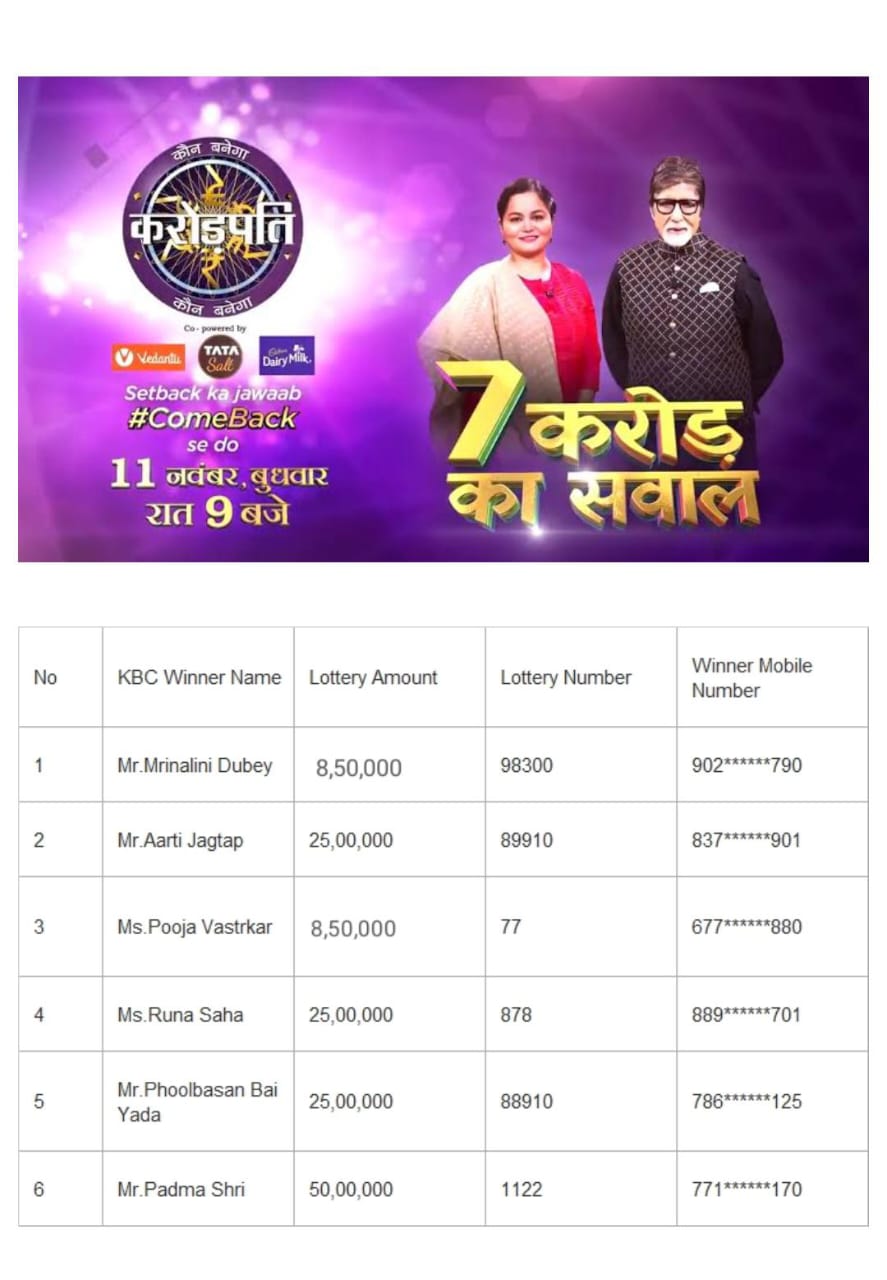 कौन बनेगा
करोड़पति
कौन बनेगा
Co - powered by
Vedantu
TATA
Salt
Cadbury
Dairy Milk
Setback ka jawaab
#ComeBack
se do
11 नवंबर, बुधवार
रात 9 बजे
7 करोड़
का सवाल
No KBC Winner Name Lottery Amount Lottery Number Winner Mobile Number
1 Mr.Mrinalini Dubey 8,50,000 98300 902******790
2 Mr.Aarti Jagtap 25,00,000 89910 837******901
3 Ms.Pooja Vastrkar 8,50,000 77 677******880
4 Ms.Runa Saha 25,00,000 878 889******701
5 Mr.Phoolbasan Bai Yada 25,00,000 88910 786******125
6 Mr.Padma Shri 50,00,000 1122 771******170